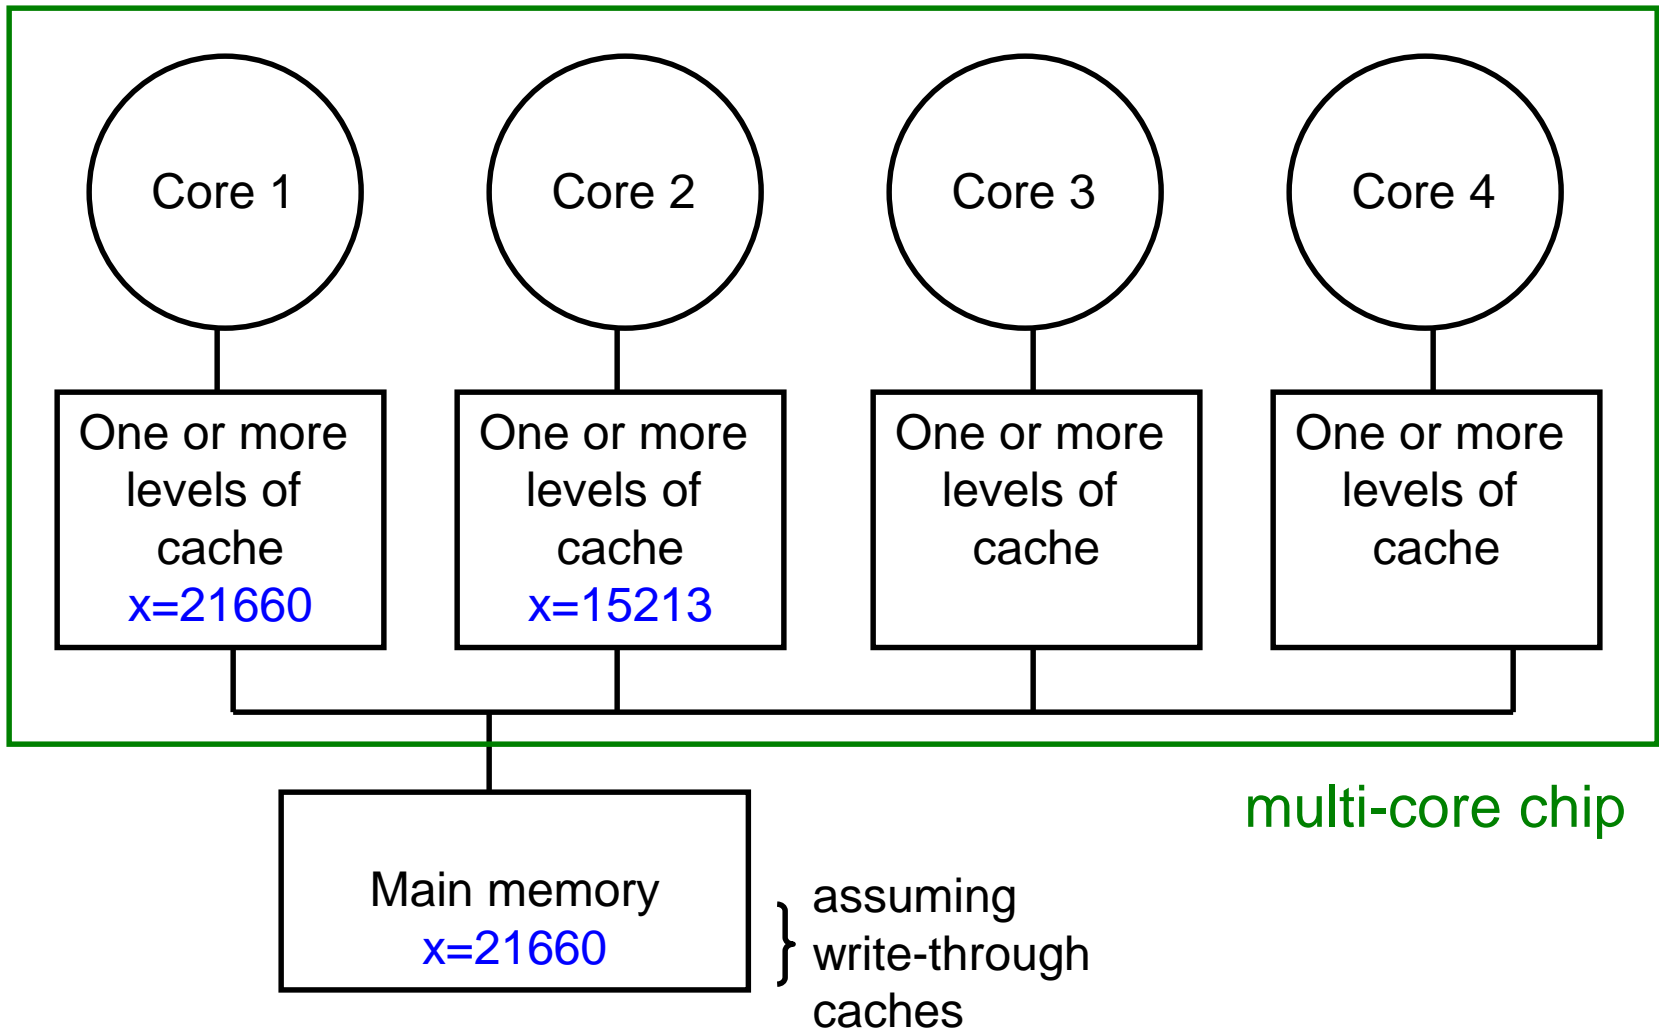 Core 1
Core 2
Core 3
Core 4
One or more
levels of
cache
x=21660
One or more
levels of
cache
x=15213
One or more
levels of
cache
One or more
levels of
cache
multi-core chip
Main memory
x=21660
assuming
write-through
caches